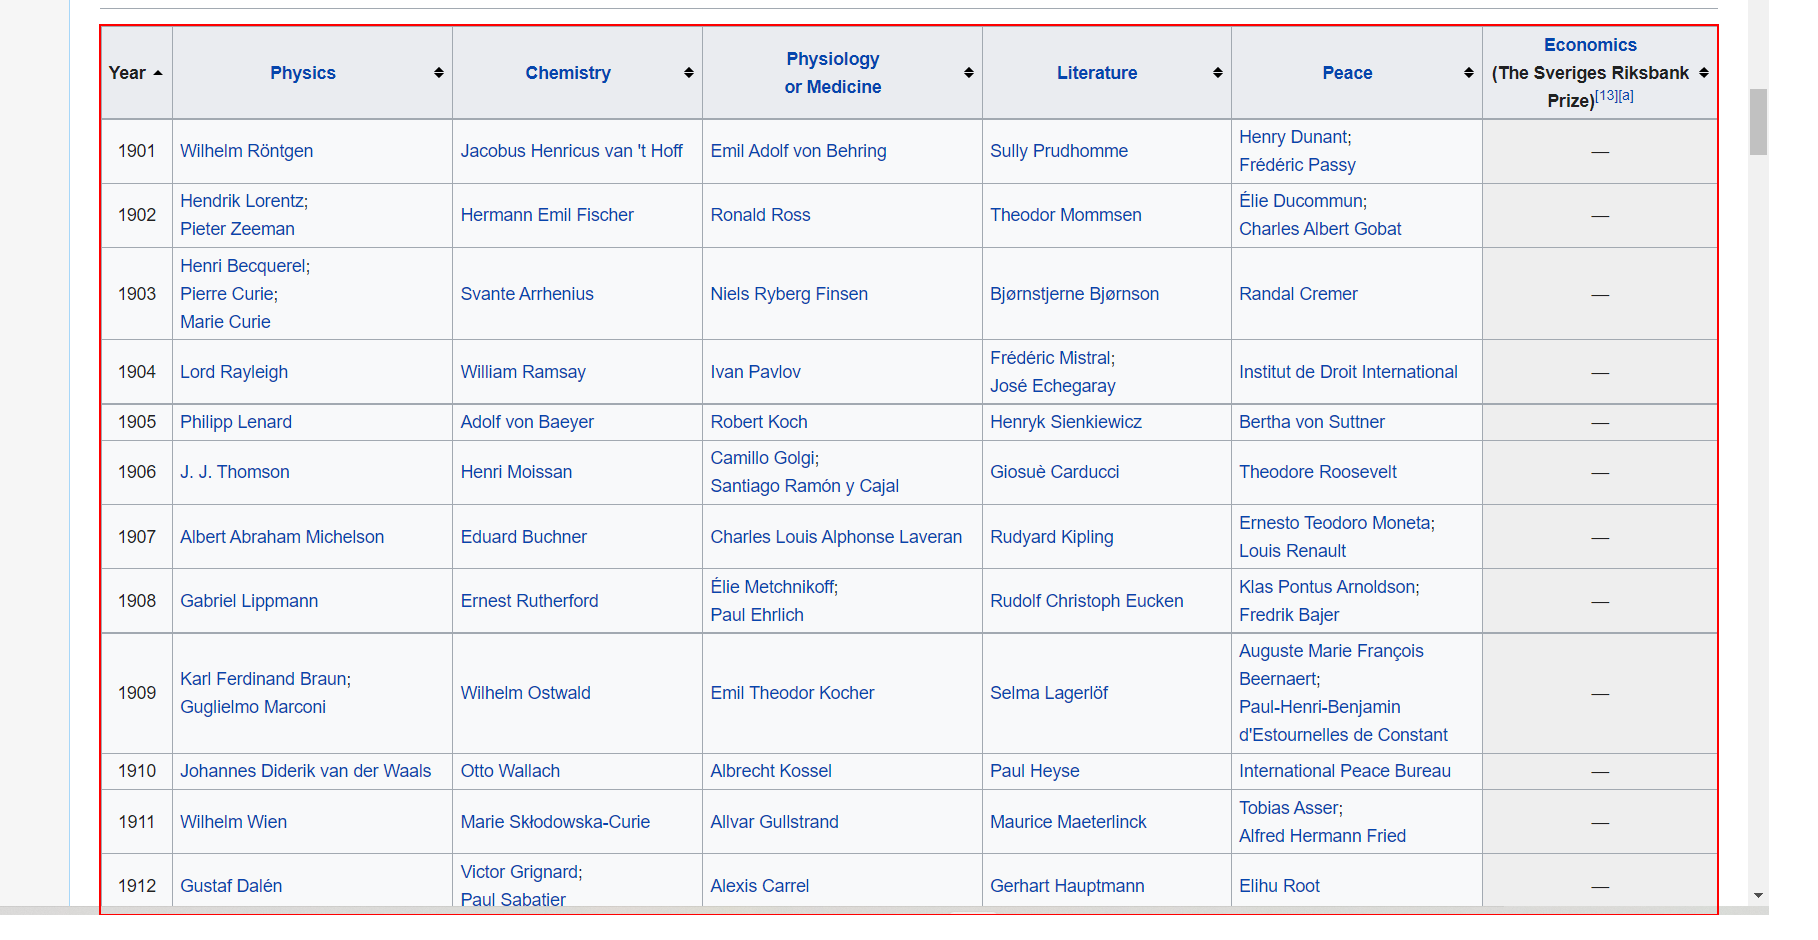 Year Physics Chemistry Physiology or Medicine Literature Peace Economics (The Sveriges Riksbank Prize)[13][a]
1901 Wilhelm Röntgen Jacobus Henricus van 't Hoff Emil Adolf von Behring Sully Prudhomme Henry Dunant; Frédéric Passy —
1902 Hendrik Lorentz; Pieter Zeeman Hermann Emil Fischer Ronald Ross Theodor Mommsen Élie Ducommun; Charles Albert Gobat —
1903 Henri Becquerel; Pierre Curie; Marie Curie Svante Arrhenius Niels Ryberg Finsen Bjørnstjerne Bjørnson Randal Cremer —
1904 Lord Rayleigh William Ramsay Ivan Pavlov Frédéric Mistral; José Echegaray Institut de Droit International —
1905 Philipp Lenard Adolf von Baeyer Robert Koch Henryk Sienkiewicz Bertha von Suttner —
1906 J. J. Thomson Henri Moissan Camillo Golgi; Santiago Ramón y Cajal Giosuè Carducci Theodore Roosevelt —
1907 Albert Abraham Michelson Eduard Buchner Charles Louis Alphonse Laveran Rudyard Kipling Ernesto Teodoro Moneta; Louis Renault —
1908 Gabriel Lippmann Ernest Rutherford Élie Metchnikoff; Paul Ehrlich Rudolf Christoph Eucken Klas Pontus Arnoldson; Fredrik Bajer —
1909 Karl Ferdinand Braun; Guglielmo Marconi Wilhelm Ostwald Emil Theodor Kocher Selma Lagerlöf Auguste Marie François Beernaert; Paul-Henri-Benjamin d'Estournelles de Constant —
1910 Johannes Diderik van der Waals Otto Wallach Albrecht Kossel Paul Heyse International Peace Bureau —
1911 Wilhelm Wien Marie Skłodowska-Curie Allvar Gullstrand Maurice Maeterlinck Tobias Asser; Alfred Hermann Fried —
1912 Gustaf Dalén Victor Grignard; Paul Sabatier Alexis Carrel Gerhart Hauptmann Elihu Root —